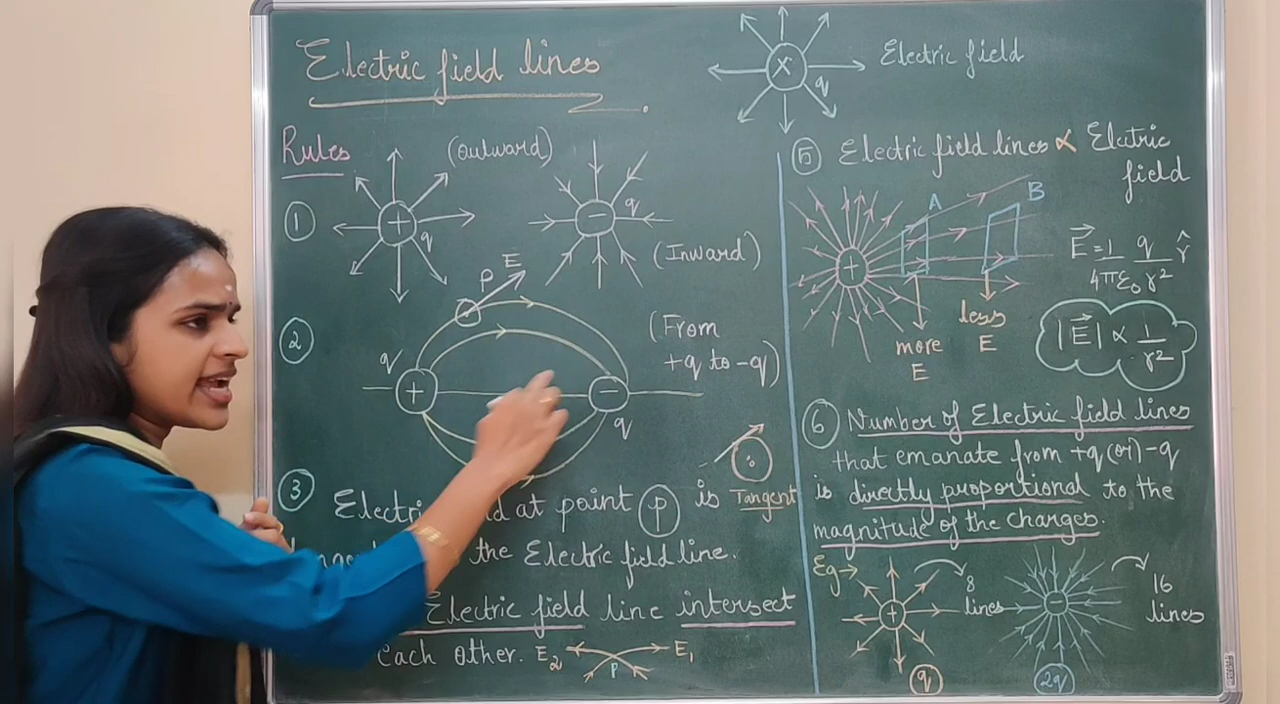 Electric field lines
Rules
①
(outward)
+
q
-
q
(Inward)
②
P
E
q
+
-
q
(From
+q to -q)
③
at point P is Tangent
the Electric field line.
Electric field line intersect
Each other. E₂ E₁
P
X
q
Electric field
⑤ Electric field lines ∝ Electric
field
+
A
B
more
E
less
E
E⃗ = 1/4πε₀ q/r² r̂
|E⃗| ∝ 1/r²
⑥ Number of Electric field lines
that emanate from +q (or) -q
is directly proportional to the
magnitude of the charges.
Eg→
+
8
lines
q
-
16
lines
2q